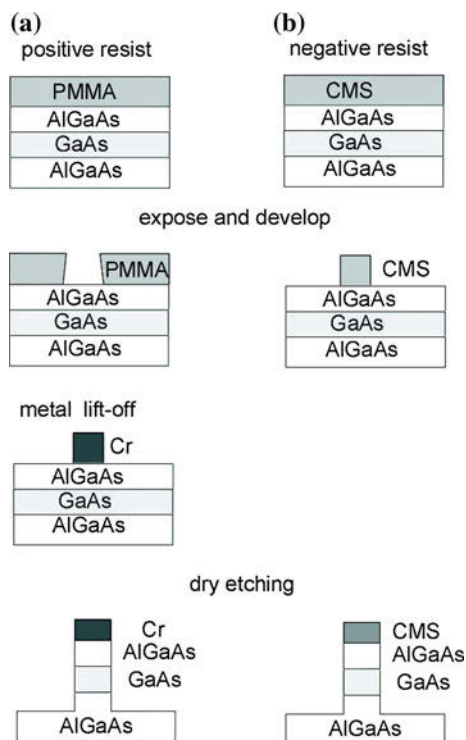 (a)
positive resist
PMMA
AlGaAs
GaAs
AlGaAs
(b)
negative resist
CMS
AlGaAs
GaAs
AlGaAs
expose and develop
PMMA
AlGaAs
GaAs
AlGaAs
CMS
AlGaAs
GaAs
AlGaAs
metal lift-off
Cr
AlGaAs
GaAs
AlGaAs
dry etching
Cr
AlGaAs
GaAs
AlGaAs
CMS
AlGaAs
GaAs
AlGaAs